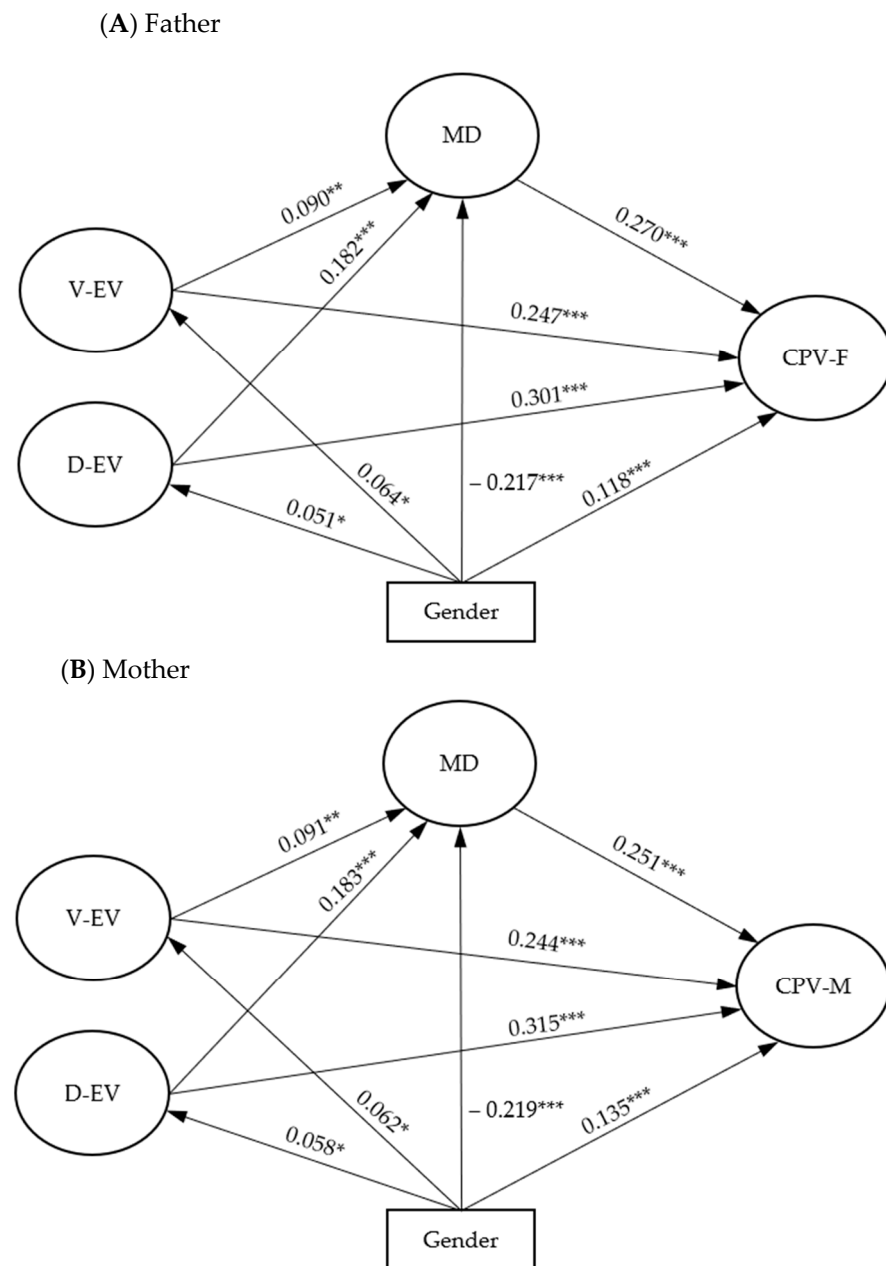 (A) Father
MD
0.090**
0.182***
0.270***
V-EV
0.247***
CPV-F
0.301***
D-EV
0.064*
– 0.217***
0.118***
0.051*
Gender
(B) Mother
MD
0.091**
0.183***
0.251***
V-EV
0.244***
CPV-M
0.315***
D-EV
0.062*
– 0.219***
0.135***
0.058*
Gender